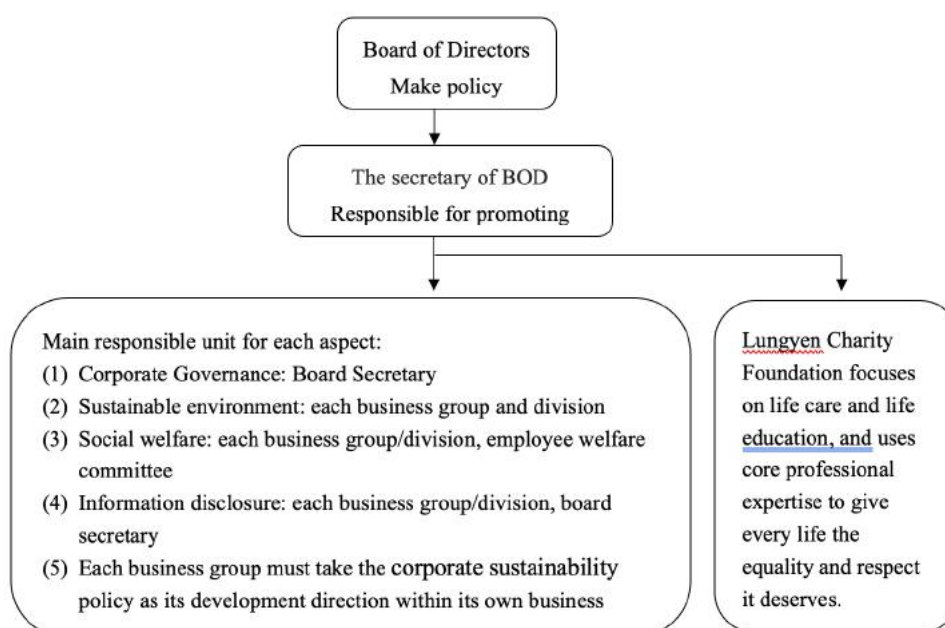 Board of Directors
Make policy
The secretary of BOD
Responsible for promoting
Main responsible unit for each aspect:
(1) Corporate Governance: Board Secretary
(2) Sustainable environment: each business group and division
(3) Social welfare: each business group/division, employee welfare
committee
(4) Information disclosure: each business group/division, board
secretary
(5) Each business group must take the corporate sustainability
policy as its development direction within its own business
Lungyen Charity
Foundation focuses
on life care and life
education, and uses
core professional
expertise to give
every life the
equality and respect
it deserves.